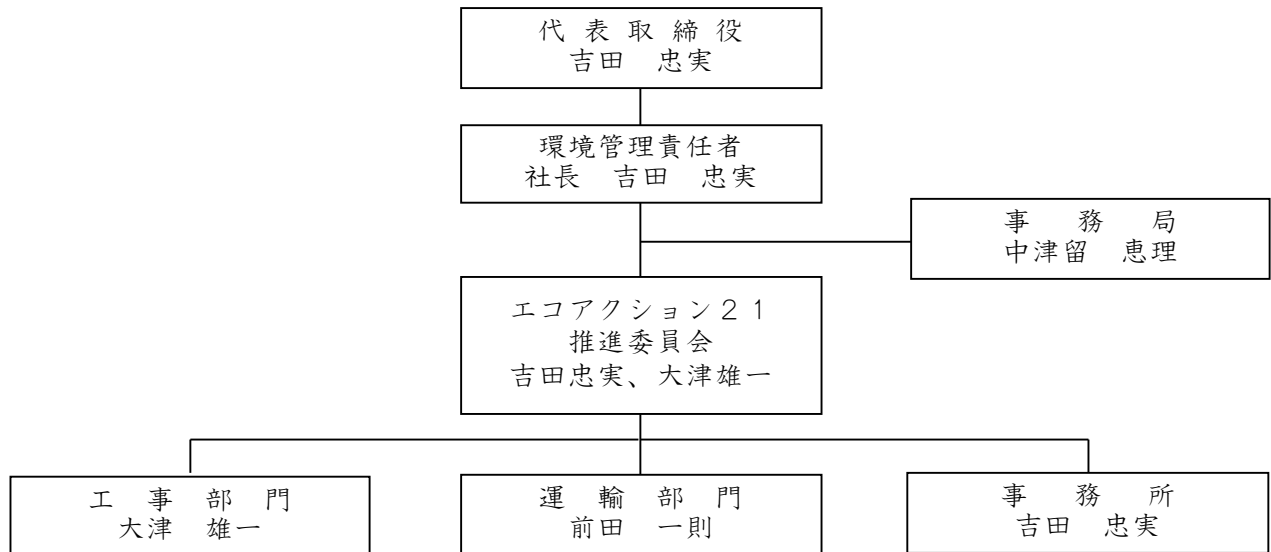 代 表 取 締 役
吉田　忠実
環境管理責任者
社長　吉田　忠実
事　務　局
中津留　恵理
エコアクション２１
推進委員会
吉田忠実、大津雄一
工　事　部　門
大津　雄一
運　輸　部　門
前田　一則
事　務　所
吉田　忠実